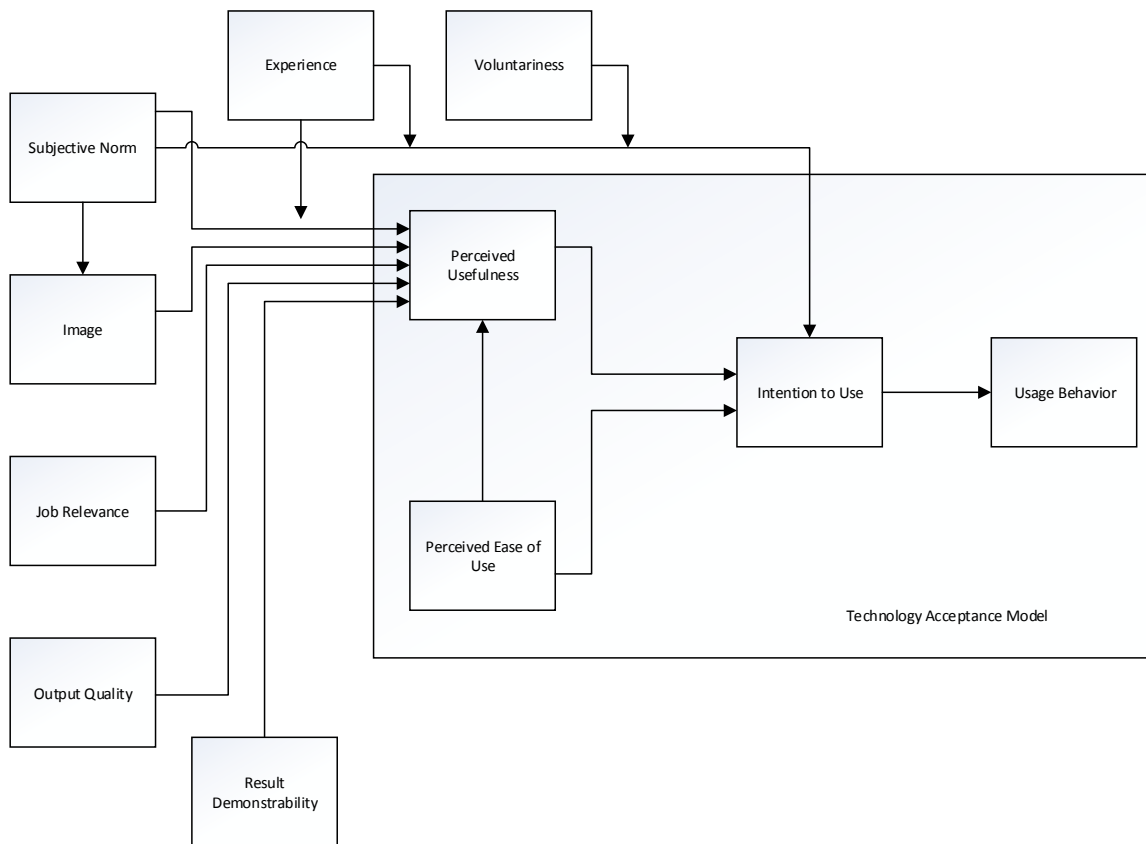 Experience
Voluntariness
Subjective Norm
Perceived
Usefulness
Image
Intention to Use
Usage Behavior
Job Relevance
Perceived Ease of
Use
Technology Acceptance Model
Output Quality
Result
Demonstrability